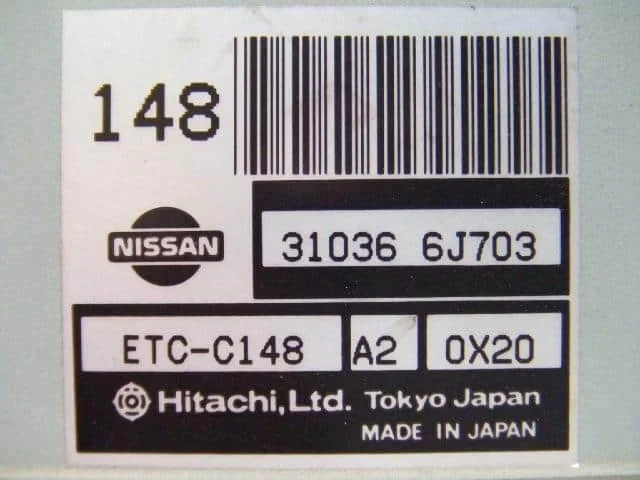 148
NISSAN
31036 6J703
ETC-C148 A2 0X20
Hitachi, Ltd. Tokyo Japan
MADE IN JAPAN